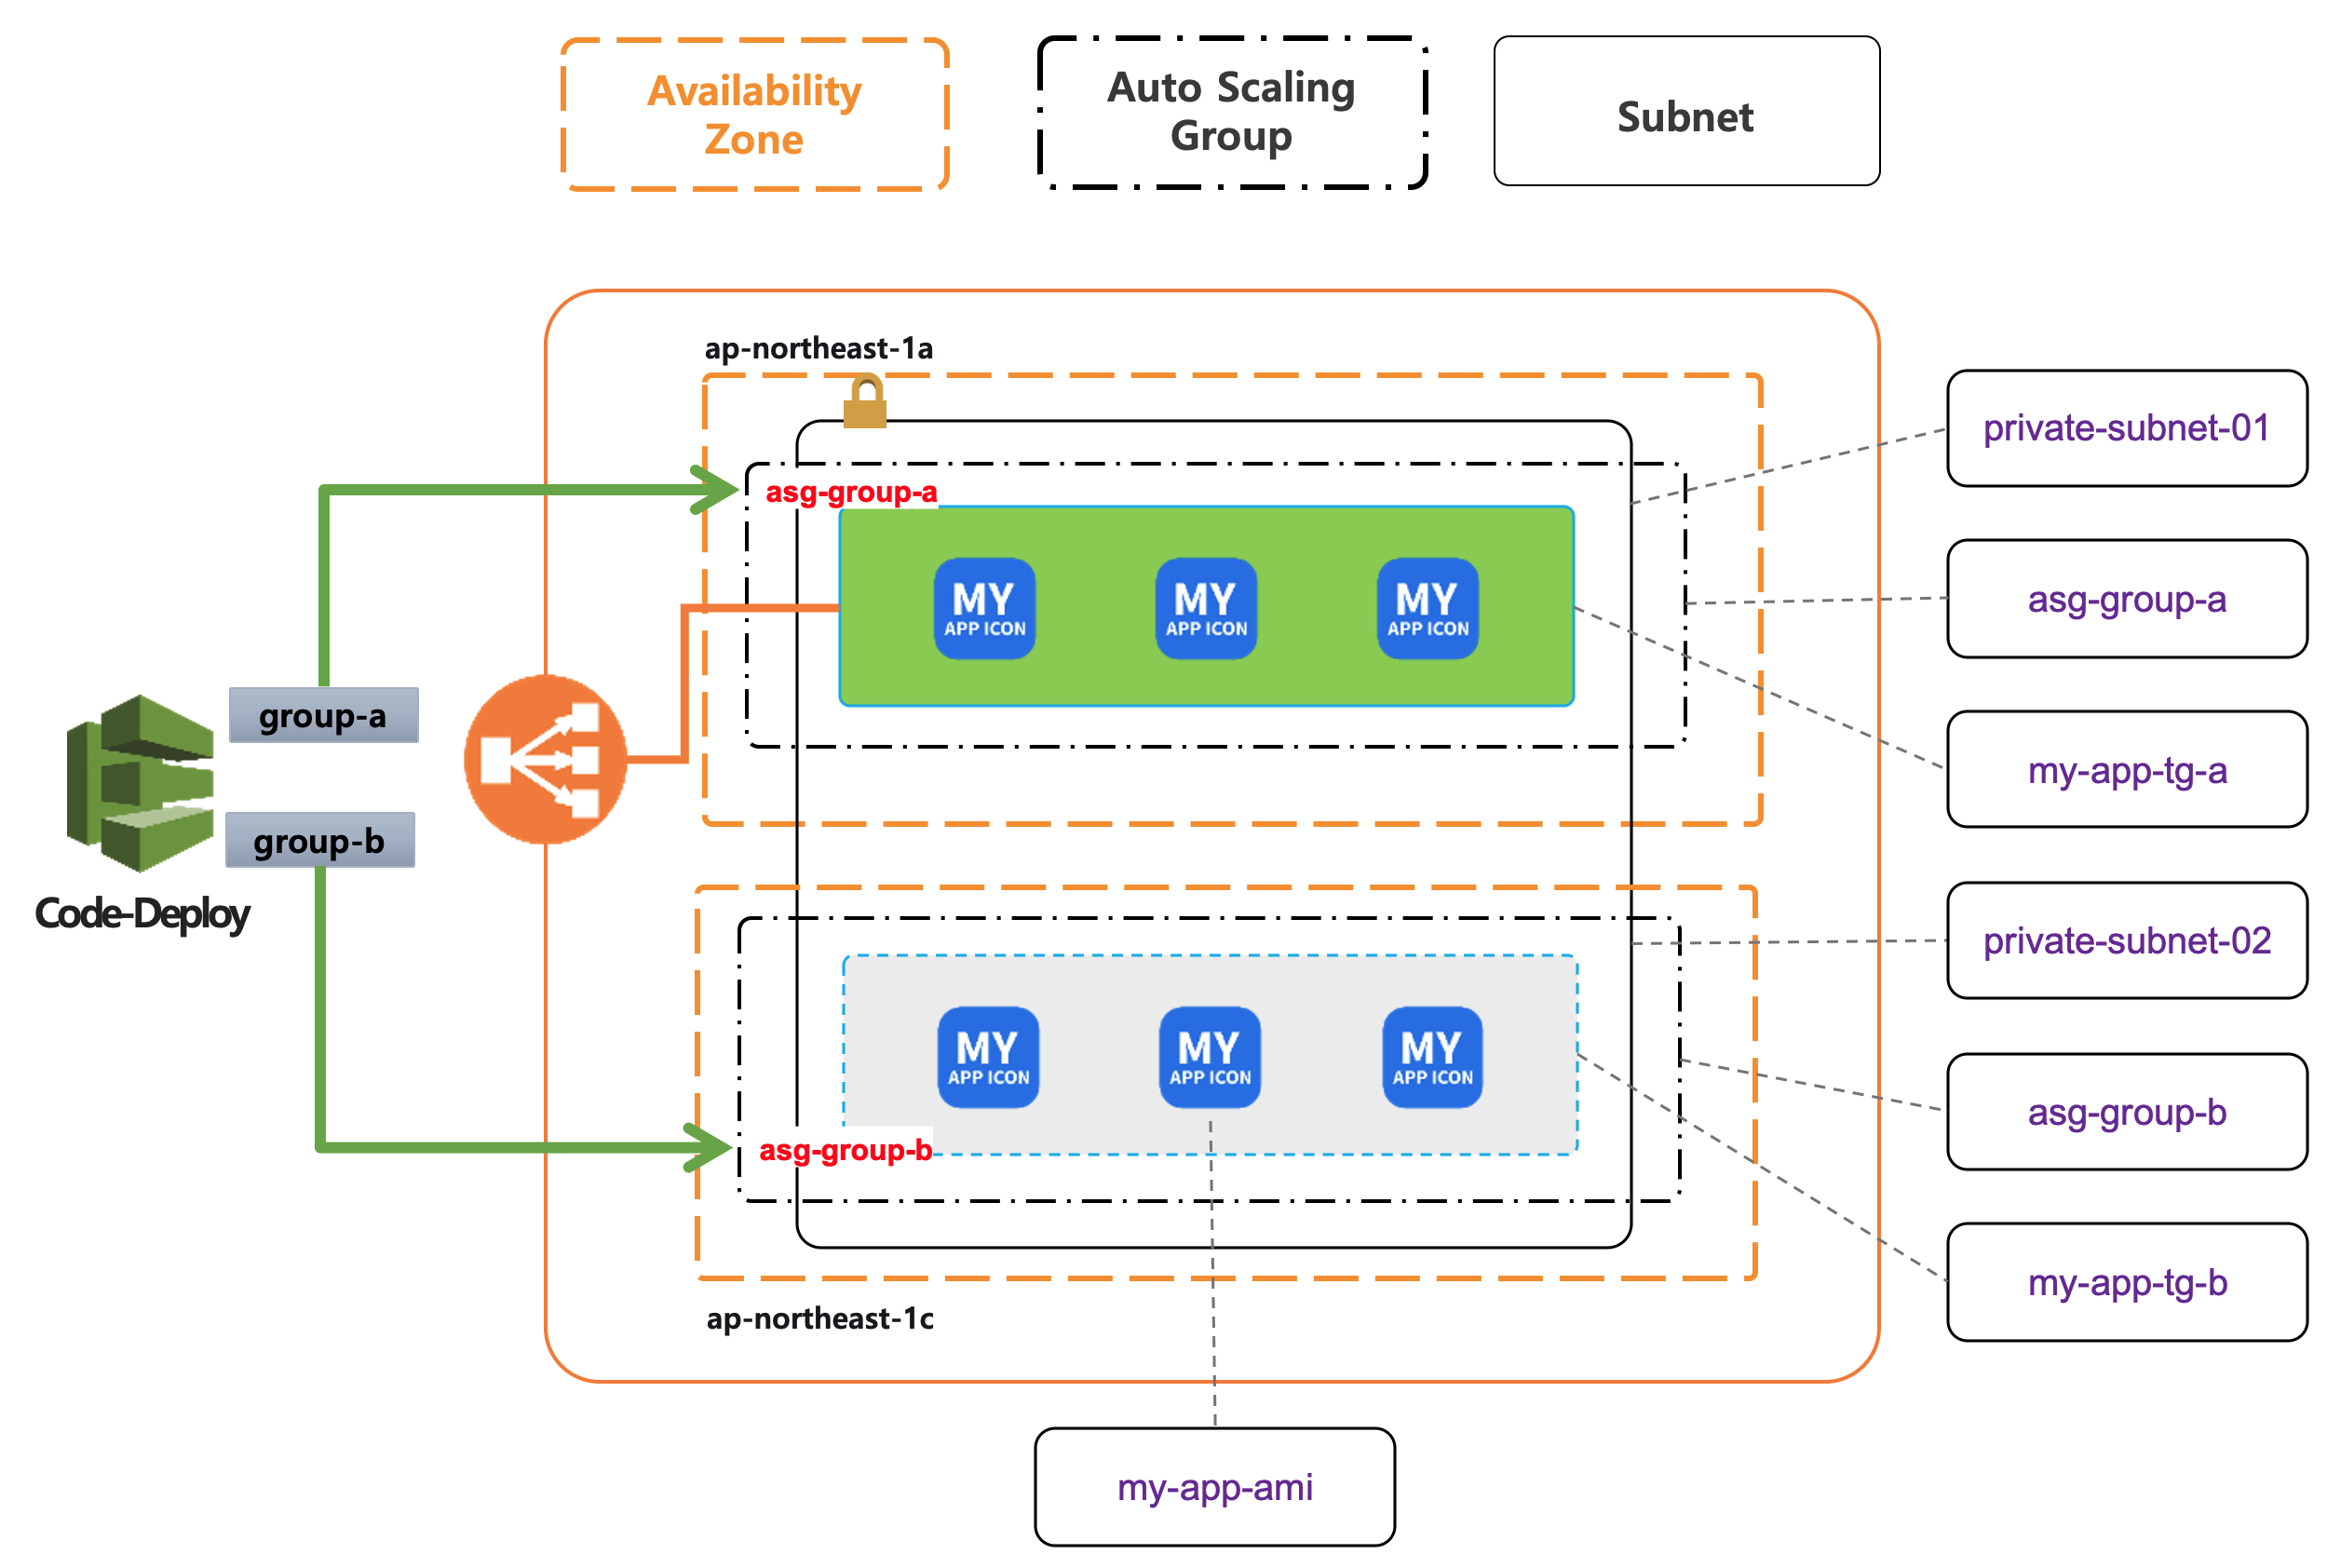 Availability
Zone
Auto Scaling
Group
Subnet
ap-northeast-1a
private-subnet-01
asg-group-a
MY
APP ICON
MY
APP ICON
MY
APP ICON
asg-group-a
group-a
my-app-tg-a
group-b
Code-Deploy
private-subnet-02
MY
APP ICON
MY
APP ICON
MY
APP ICON
asg-group-b
asg-group-b
my-app-tg-b
ap-northeast-1c
my-app-ami